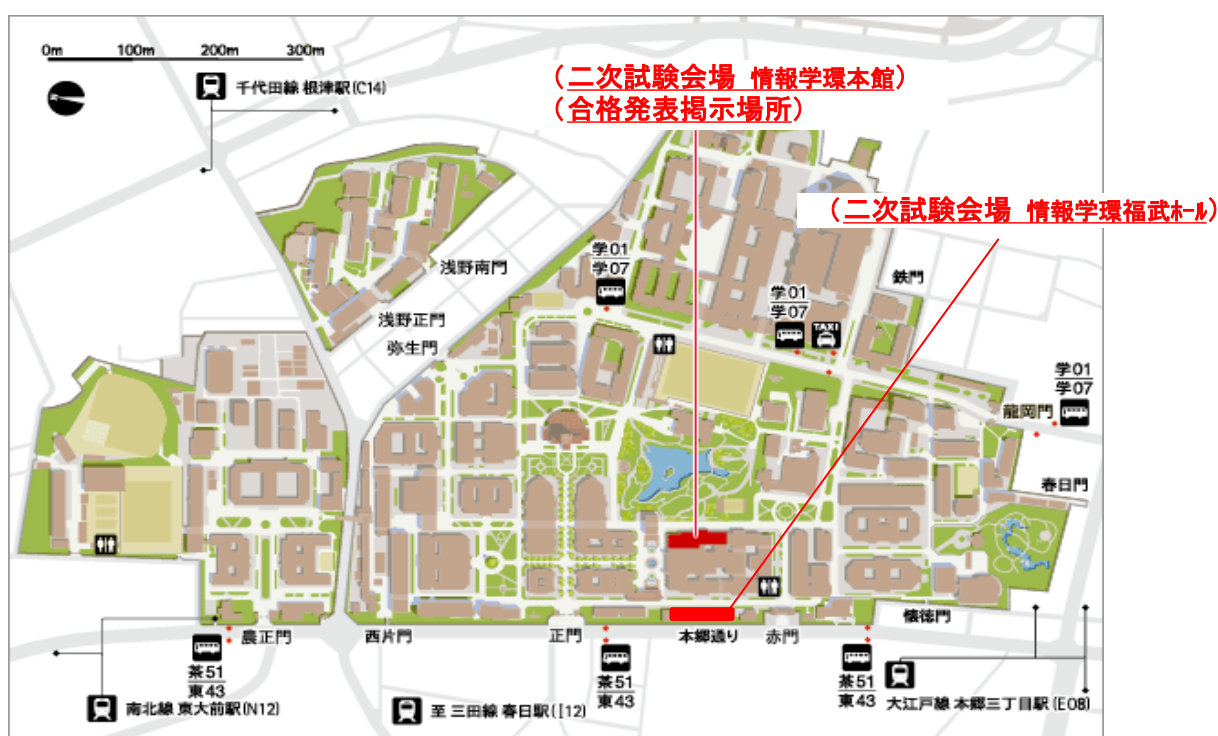 0m 100m 200m 300m
千代田線 根津駅(C14)
（二次試験会場 情報学環本館）
（合格発表掲示場所）
（二次試験会場 情報学環福武ホール）
浅野南門
学01
学07
鉄門
学01
学07
TAXI
浅野正門
弥生門
学01
学07
龍岡門
春日門
懐徳門
農正門
西片門
正門
本郷通り
赤門
茶51
東43
茶51
東43
茶51
東43
南北線 東大前駅(N12)
至 三田線 春日駅(I12)
大江戸線 本郷三丁目駅(E08)